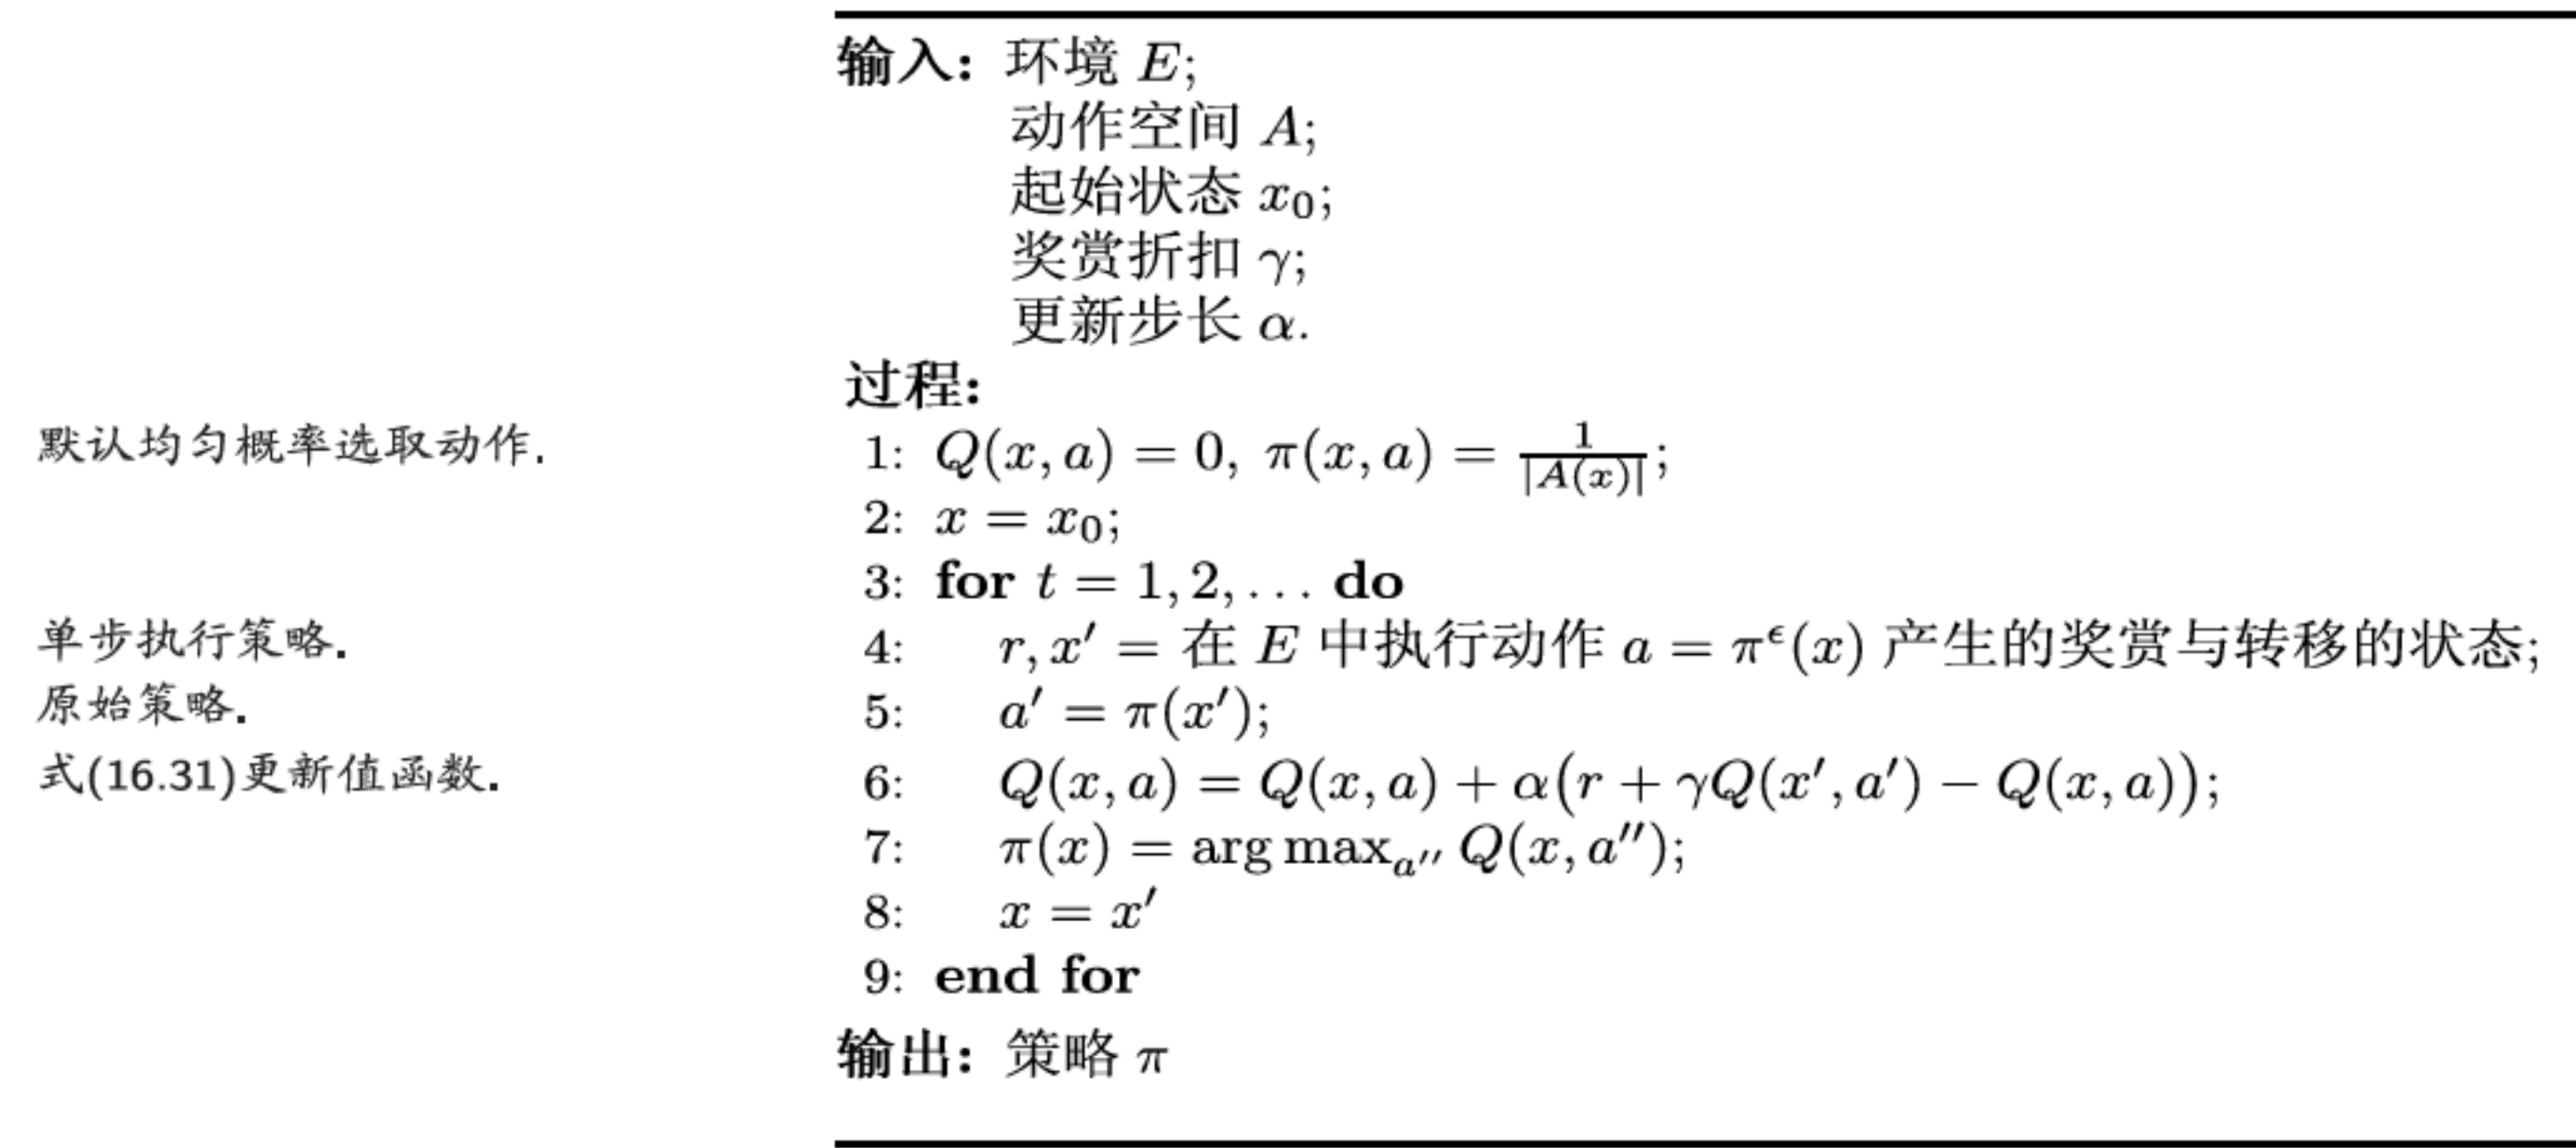 输入: 环境 E;
动作空间 A;
起始状态 x₀;
奖赏折扣 γ;
更新步长 α.
过程:
默认均匀概率选取动作.
1: Q(x, a) = 0, π(x, a) = 1/|A(x)|;
2: x = x₀;
3: for t = 1, 2, . . . do
单步执行策略.
4: r, x′ = 在 E 中执行动作 a = π^ϵ(x) 产生的奖赏与转移的状态;
原始策略.
5: a′ = π(x′);
式(16.31)更新值函数.
6: Q(x, a) = Q(x, a) + α(r + γQ(x′, a′) − Q(x, a));
7: π(x) = arg max_{a″} Q(x, a″);
8: x = x′
9: end for
输出: 策略 π